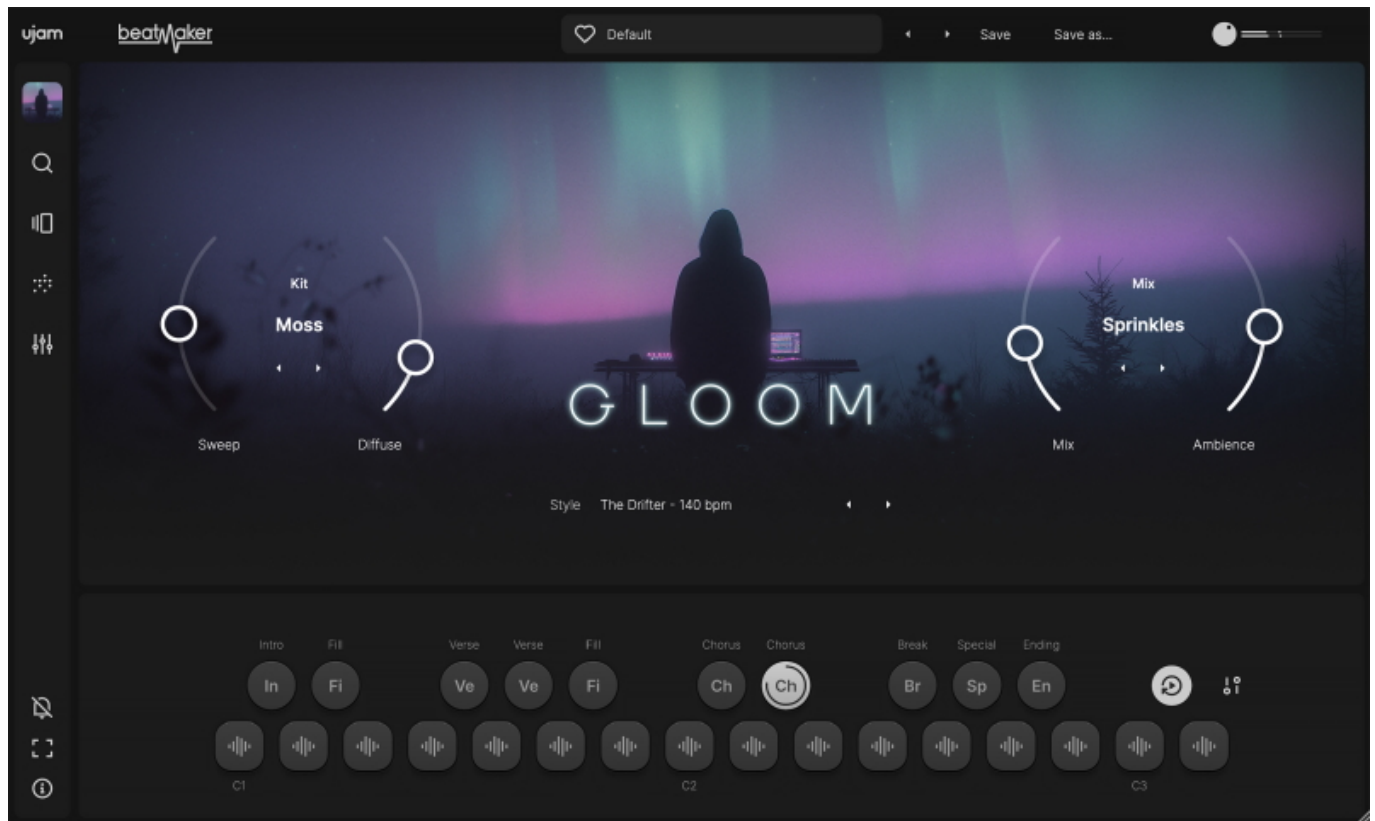 ujam beatMaker Default Save Save as...
Kit Mix
Moss Sprinkles
GLOOM
Sweep Diffuse Mix Ambience
Style The Drifter - 140 bpm
Intro Fill Verse Verse Fill Chorus Chorus Break Special Ending
In Fi Ve Ve Fi Ch Ch Br Sp En
C1 C2 C3